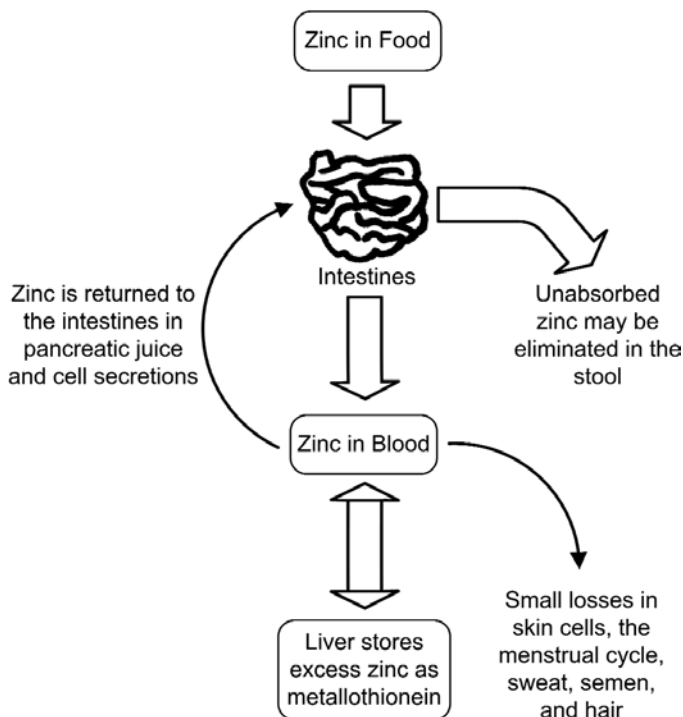 Zinc in Food
Intestines
Zinc is returned to
the intestines in
pancreatic juice
and cell secretions
Unabsorbed
zinc may be
eliminated in the
stool
Zinc in Blood
Liver stores
excess zinc as
metallothionein
Small losses in
skin cells, the
menstrual cycle,
sweat, semen,
and hair